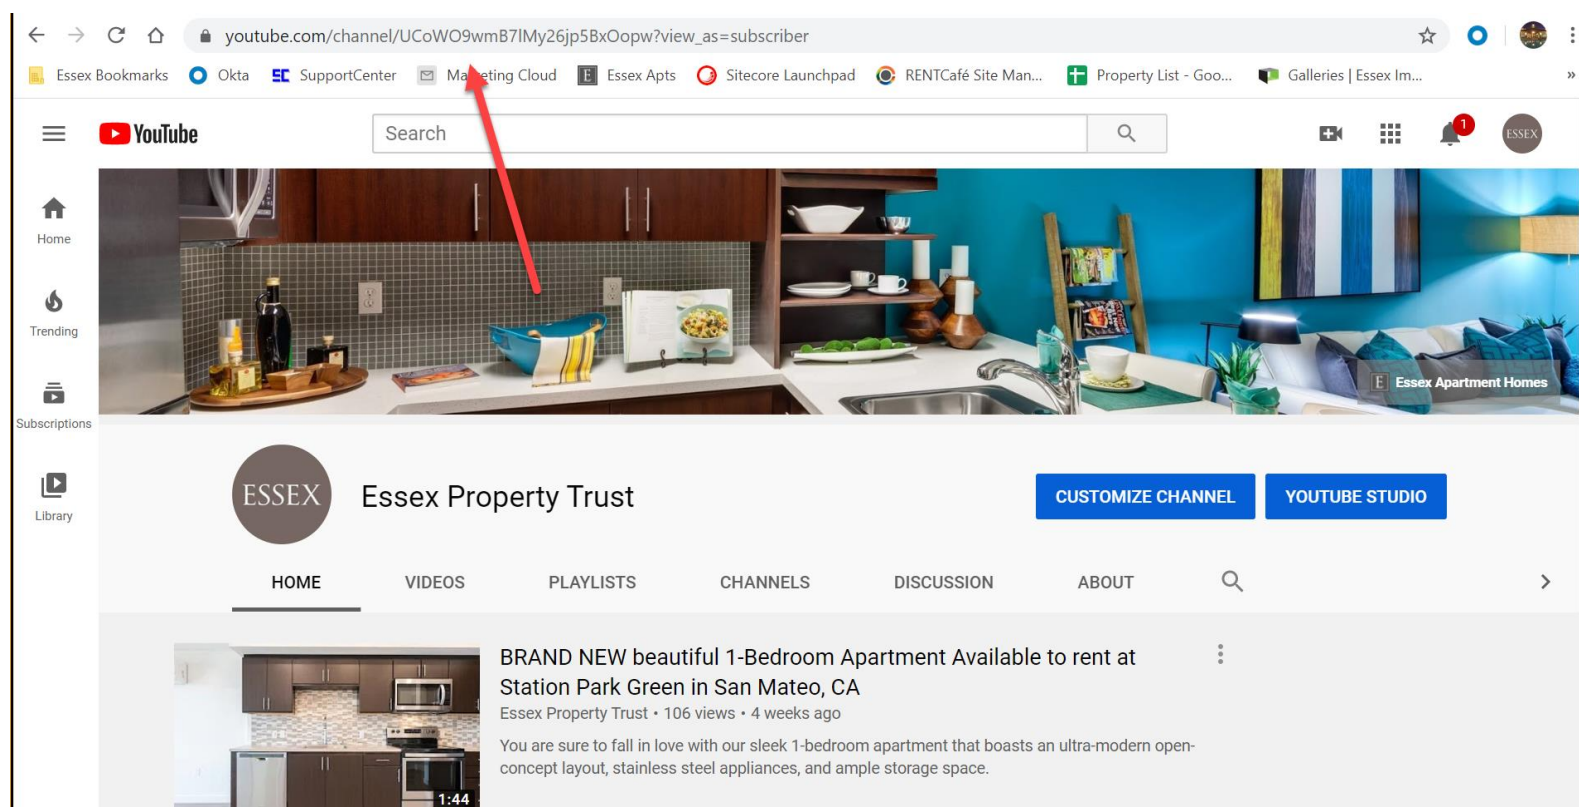 youtube.com/channel/UCoWO9wmB7lMy26jp5BxOopw?view_as=subscriber
Essex Bookmarks Okta SC SupportCenter Marketing Cloud E Essex Apts Sitecore Launchpad RENTCafé Site Man... Property List - Goo... Galleries | Essex Im... »
YouTube Search 1 ESSEX
Home
Trending
Subscriptions
Library
E Essex Apartment Homes
ESSEX Essex Property Trust CUSTOMIZE CHANNEL YOUTUBE STUDIO
HOME VIDEOS PLAYLISTS CHANNELS DISCUSSION ABOUT
BRAND NEW beautiful 1-Bedroom Apartment Available to rent at
Station Park Green in San Mateo, CA
Essex Property Trust • 106 views • 4 weeks ago
You are sure to fall in love with our sleek 1-bedroom apartment that boasts an ultra-modern open-
concept layout, stainless steel appliances, and ample storage space.
1:44